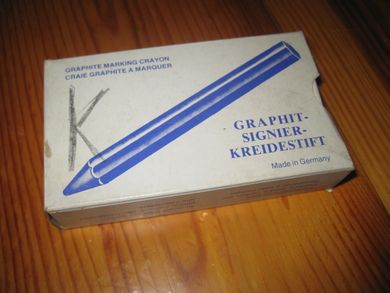 GRAPHITE MARKING CRAYON
CRAIE GRAPHITE A MARQUER
K
GRAPHIT-
SIGNIER-
KREIDESTIFT
Made in Germany